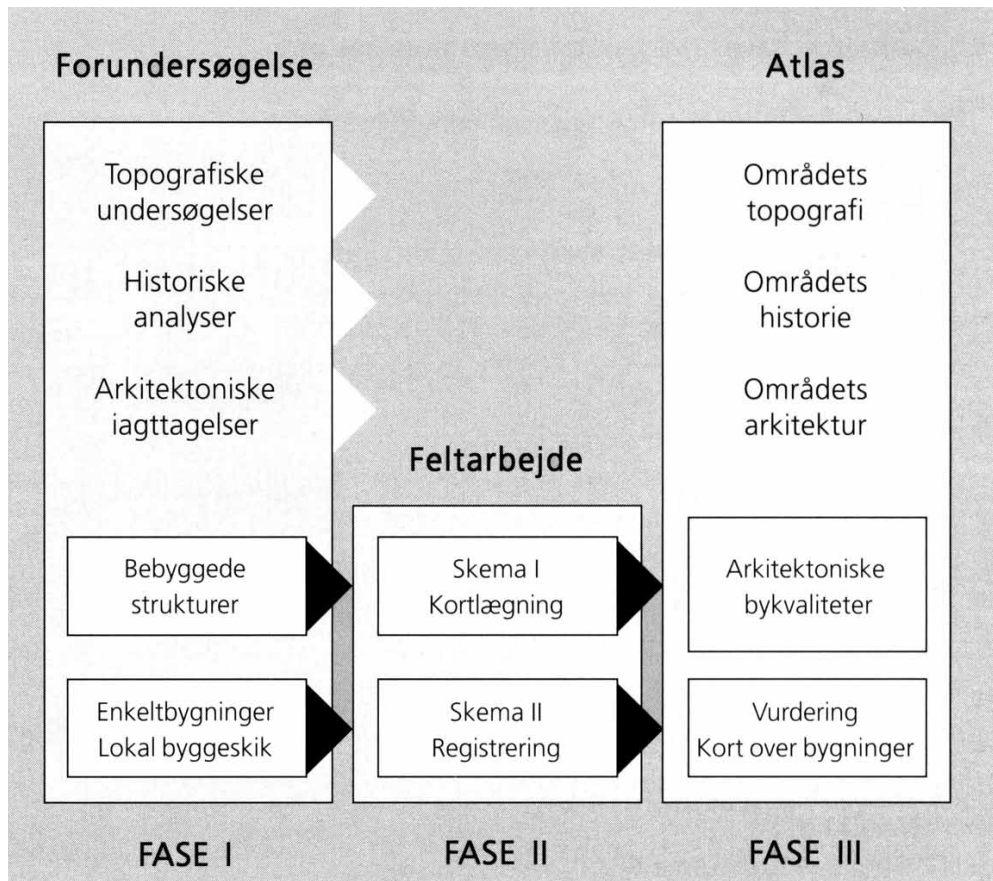 Forundersøgelse
Topografiske
undersøgelser
Historiske
analyser
Arkitektoniske
iagttagelser
Bebyggede
strukturer
Enkeltbygninger
Lokal byggeskik
FASE I
Feltarbejde
Skema I
Kortlægning
Skema II
Registrering
FASE II
Atlas
Områdets
topografi
Områdets
historie
Områdets
arkitektur
Arkitektoniske
bykvaliteter
Vurdering
Kort over bygninger
FASE III